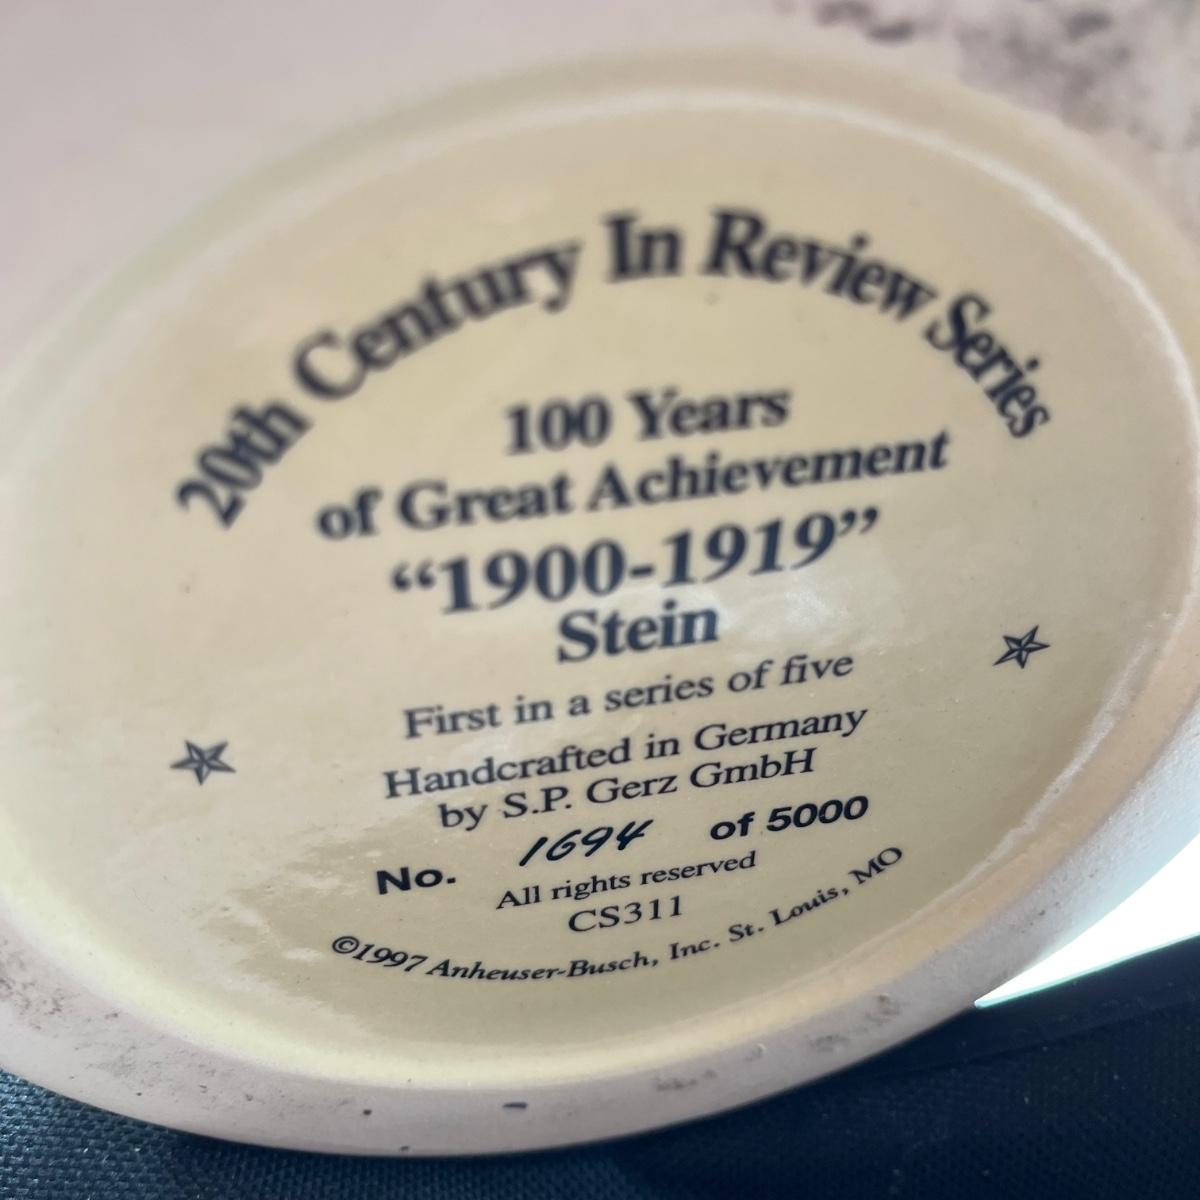 20th Century In Review Series
100 Years
of Great Achievement
“1900-1919”
Stein
First in a series of five
Handcrafted in Germany
by S.P. Gerz GmbH
No. 1694 of 5000
All rights reserved
CS311
©1997 Anheuser-Busch, Inc. St. Louis, MO